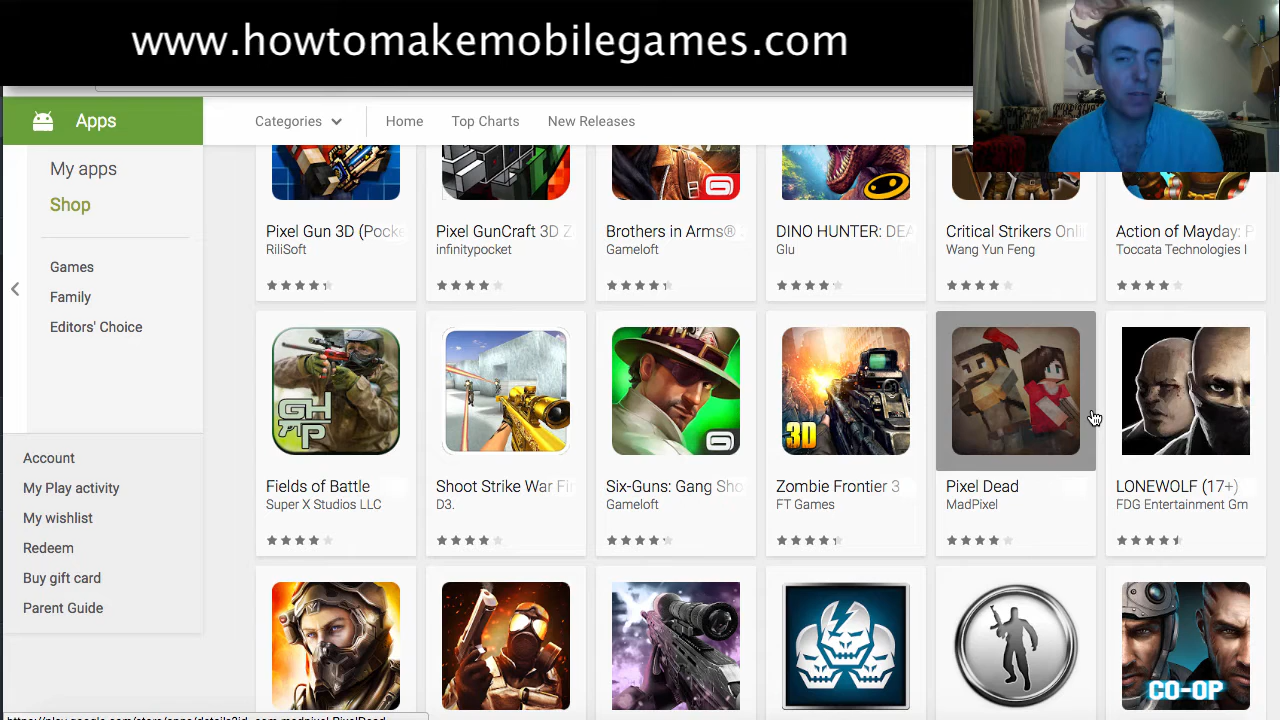 www.howtomakemobilegames.com
Apps
Categories
Home
Top Charts
New Releases
My apps
Shop
Games
Family
Editors' Choice
Account
My Play activity
My wishlist
Redeem
Buy gift card
Parent Guide
Pixel Gun 3D (Pocke
RiliSoft
Pixel GunCraft 3D Z
infinitypocket
Brothers in Arms®
Gameloft
DINO HUNTER: DEA
Glu
Critical Strikers Onli
Wang Yun Feng
Action of Mayday: P
Toccata Technologies I
GH
P
3D
Fields of Battle
Super X Studios LLC
Shoot Strike War Fi
D3.
Six-Guns: Gang Sho
Gameloft
Zombie Frontier 3
FT Games
Pixel Dead
MadPixel
LONEWOLF (17+)
FDG Entertainment Gm
CO-OP